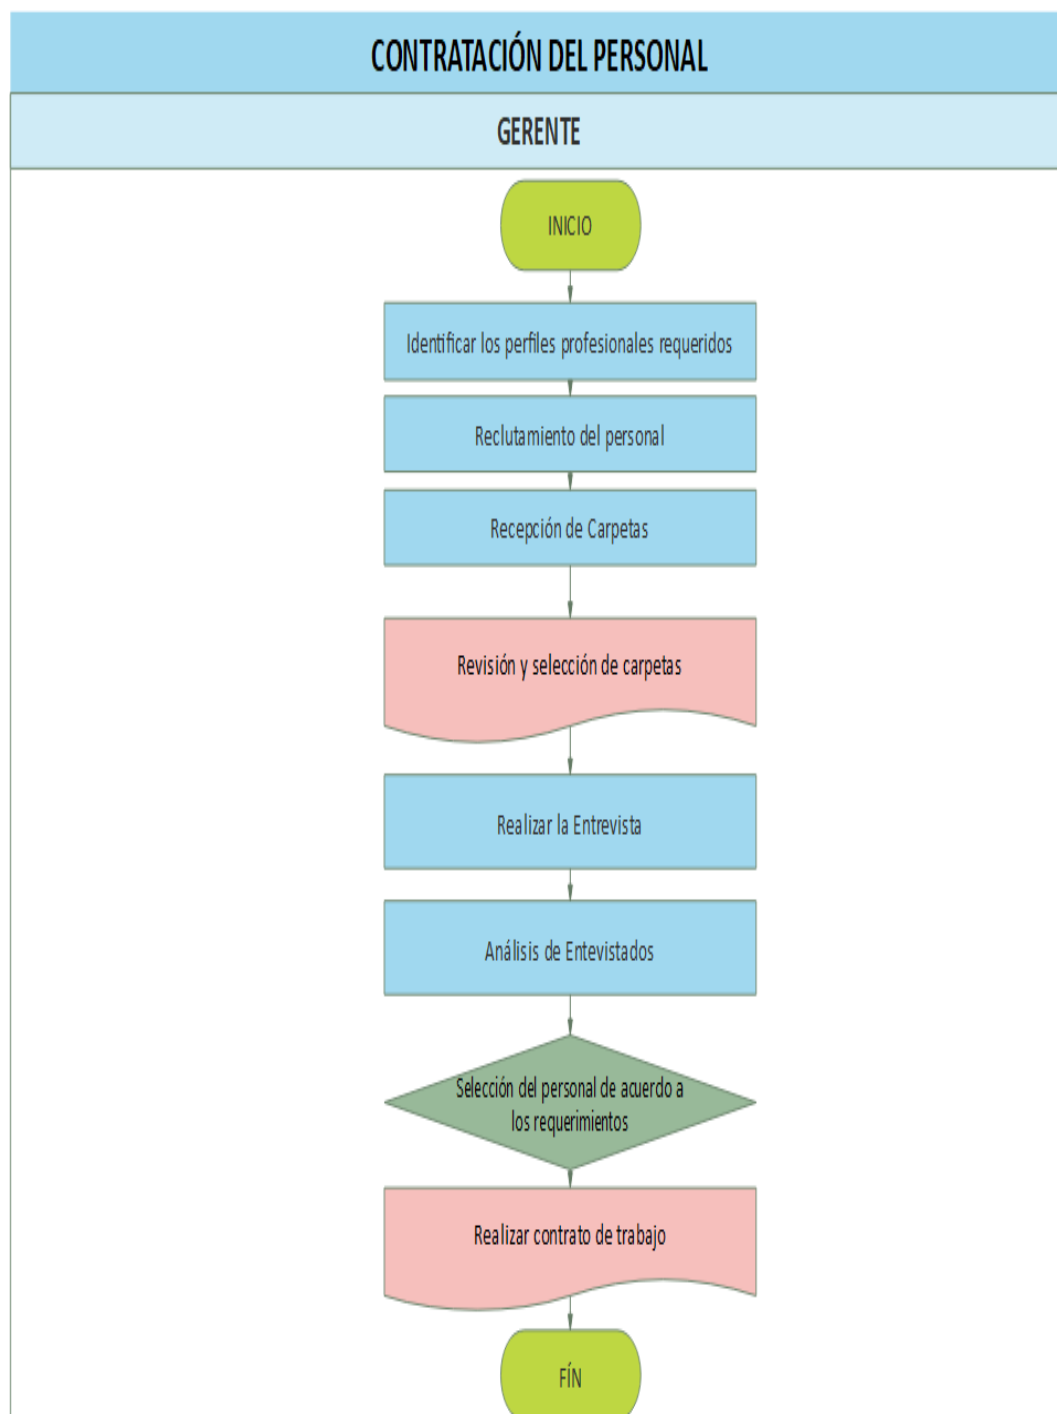 CONTRATACIÓN DEL PERSONAL
GERENTE
INICIO
Identificar los perfiles profesionales requeridos
Reclutamiento del personal
Recepción de Carpetas
Revisión y selección de carpetas
Realizar la Entrevista
Análisis de Entevistados
Selección del personal de acuerdo a
los requerimientos
Realizar contrato de trabajo
FÍN